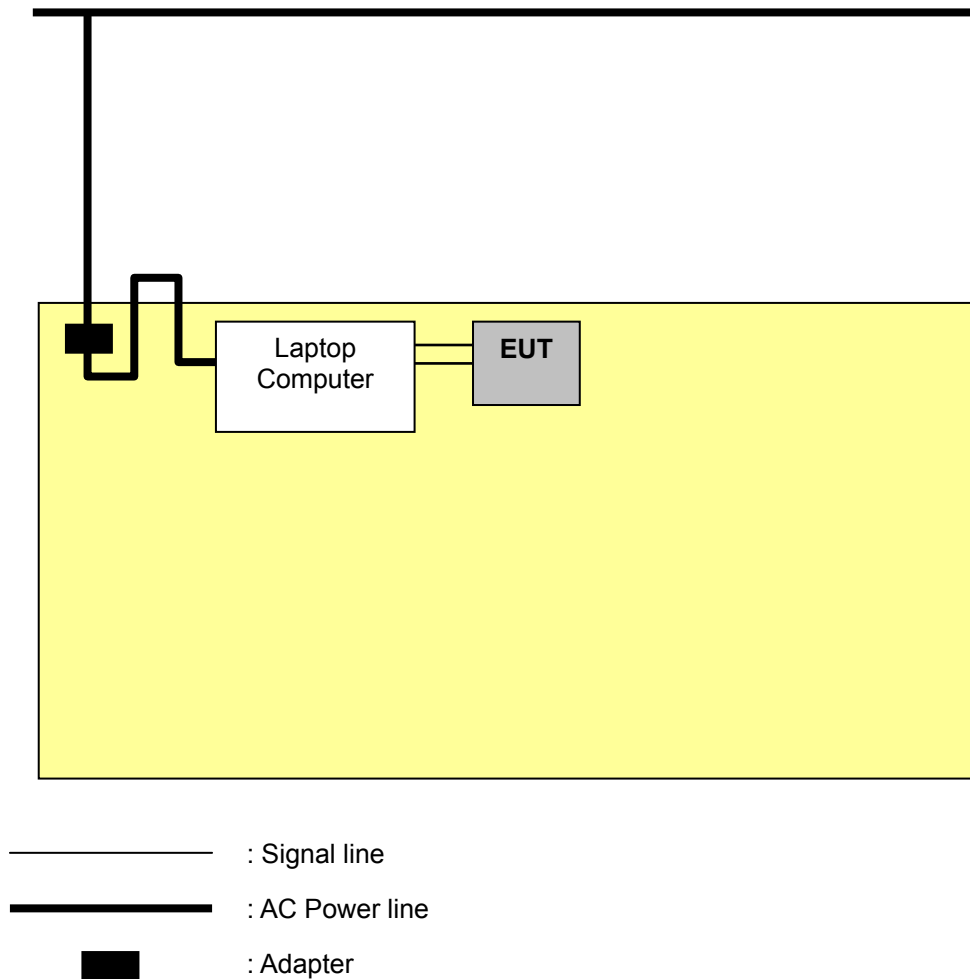 Laptop
Computer
EUT
: Signal line
: AC Power line
: Adapter